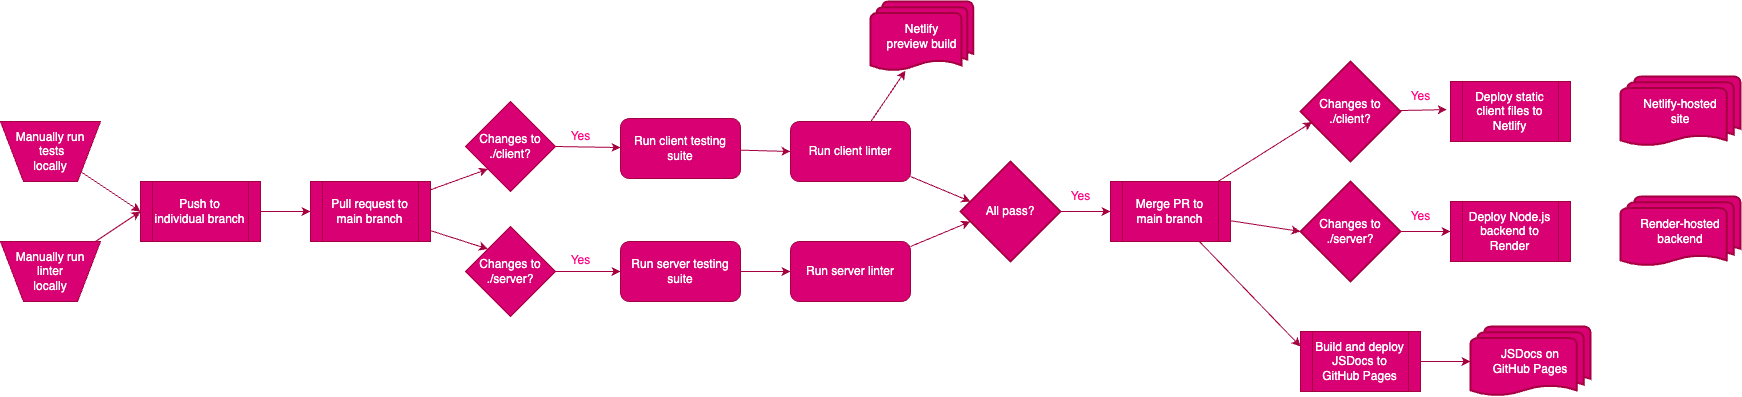 Manually run
tests
locally
Manually run
linter
locally
Push to
individual branch
Pull request to
main branch
Changes to
./client?
Yes
Run client testing
suite
Run client linter
Netlify
preview build
Changes to
./server?
Yes
Run server testing
suite
Run server linter
All pass?
Yes
Merge PR to
main branch
Changes to
./client?
Yes
Deploy static
client files to
Netlify
Netlify-hosted
site
Changes to
./server?
Yes
Deploy Node.js
backend to
Render
Render-hosted
backend
Build and deploy
JSDocs to
GitHub Pages
JSDocs on
GitHub Pages